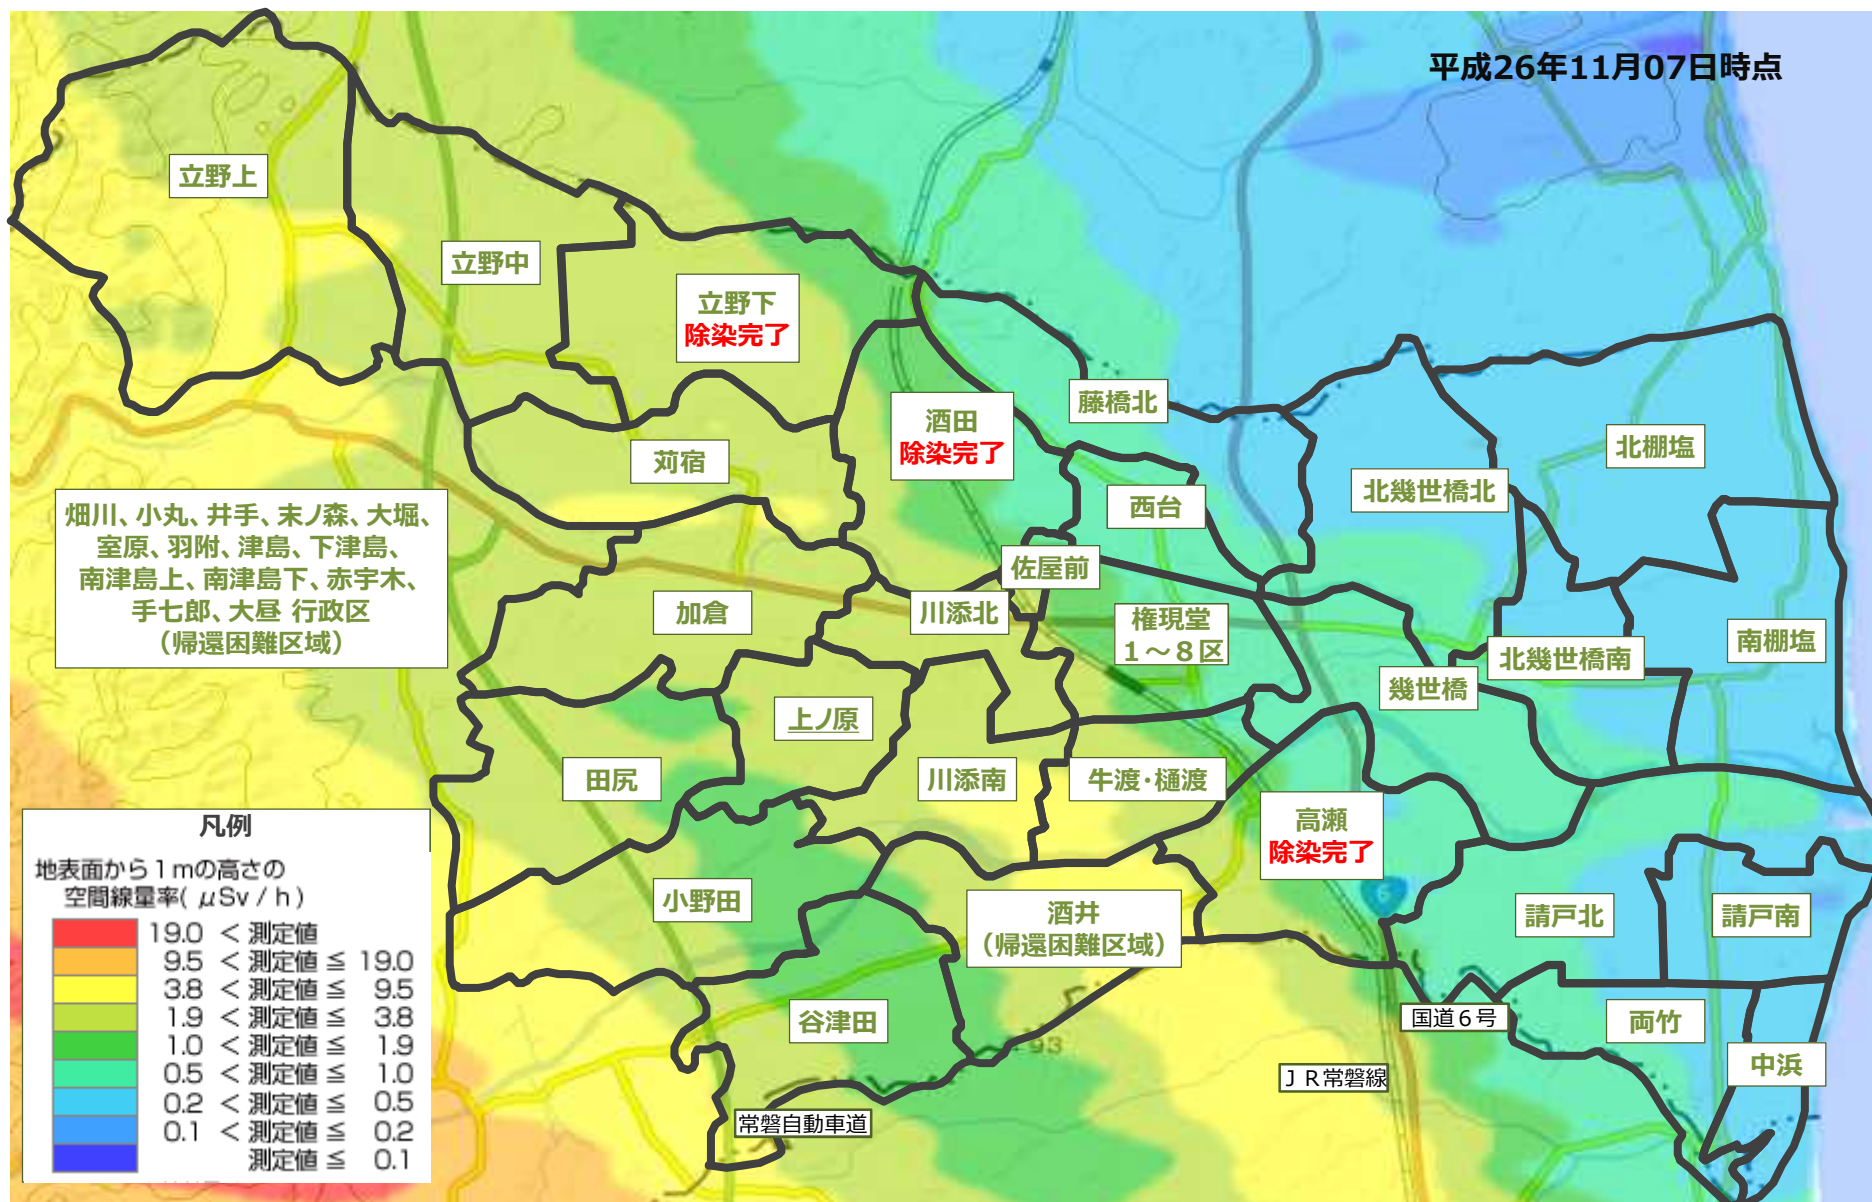 平成26年11月07日時点
立野上
立野中
立野下
除染完了
酒田
除染完了
藤橋北
北棚塩
苅宿
西台
北幾世橋北
畑川、小丸、井手、末ノ森、大堀、
室原、羽附、津島、下津島、
南津島上、南津島下、赤宇木、
手七郎、大昼 行政区
（帰還困難区域）
佐屋前
加倉
川添北
権現堂
1～８区
南棚塩
北幾世橋南
幾世橋
上ノ原
田尻
川添南
牛渡・樋渡
高瀬
除染完了
6
小野田
酒井
（帰還困難区域）
請戸北
請戸南
谷津田
国道６号
両竹
中浜
93
ＪＲ常磐線
常磐自動車道
凡例
地表面から１mの高さの
空間線量率( μSv / h )
19.0 < 測定値
9.5 < 測定値 ≦ 19.0
3.8 < 測定値 ≦ 9.5
1.9 < 測定値 ≦ 3.8
1.0 < 測定値 ≦ 1.9
0.5 < 測定値 ≦ 1.0
0.2 < 測定値 ≦ 0.5
0.1 < 測定値 ≦ 0.2
測定値 ≦ 0.1